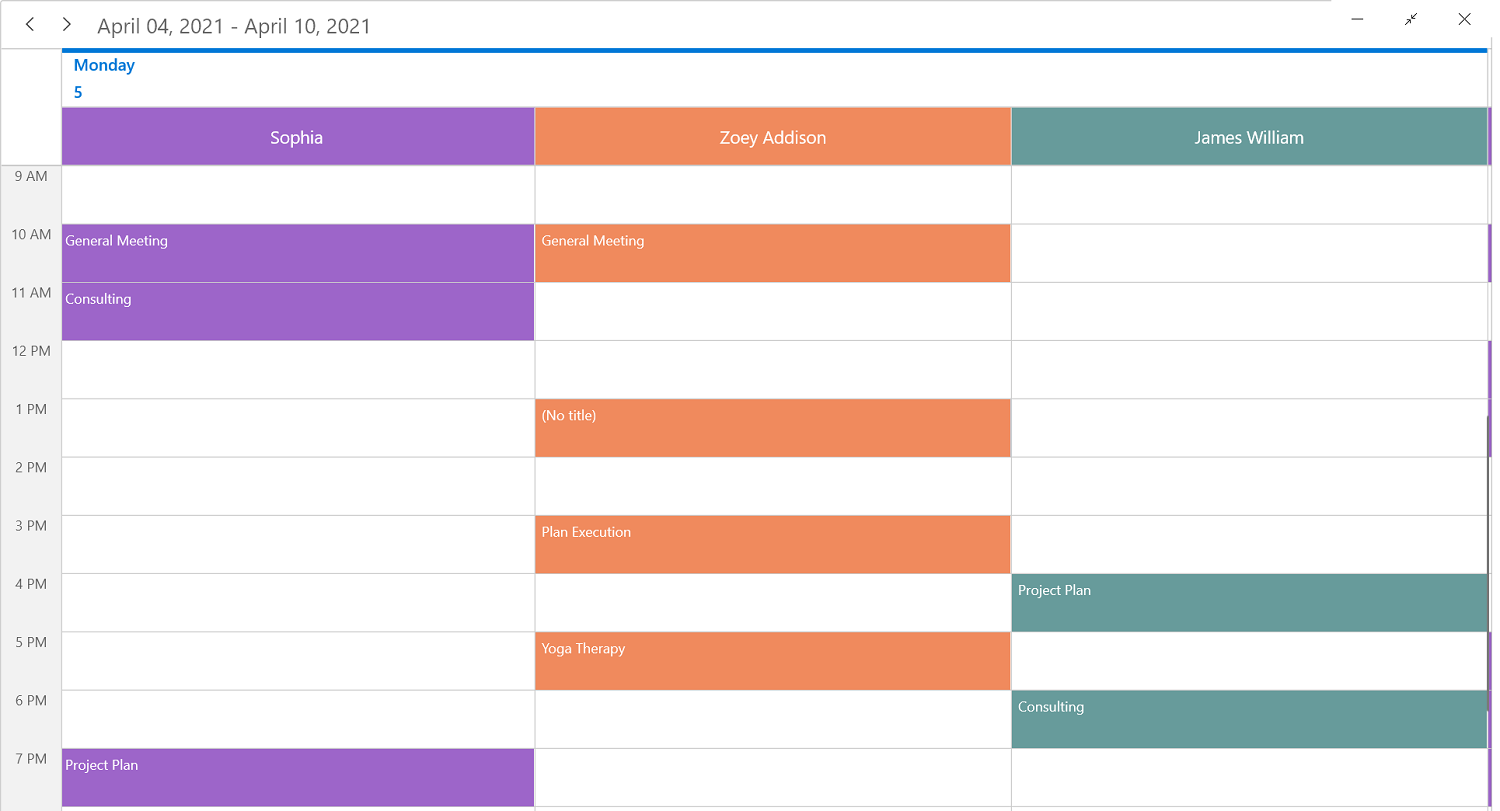 April 04, 2021 - April 10, 2021
Monday
5
Sophia
Zoey Addison
James William
9 AM
10 AM
General Meeting
General Meeting
11 AM
Consulting
12 PM
1 PM
(No title)
2 PM
3 PM
Plan Execution
4 PM
Project Plan
5 PM
Yoga Therapy
6 PM
Consulting
7 PM
Project Plan